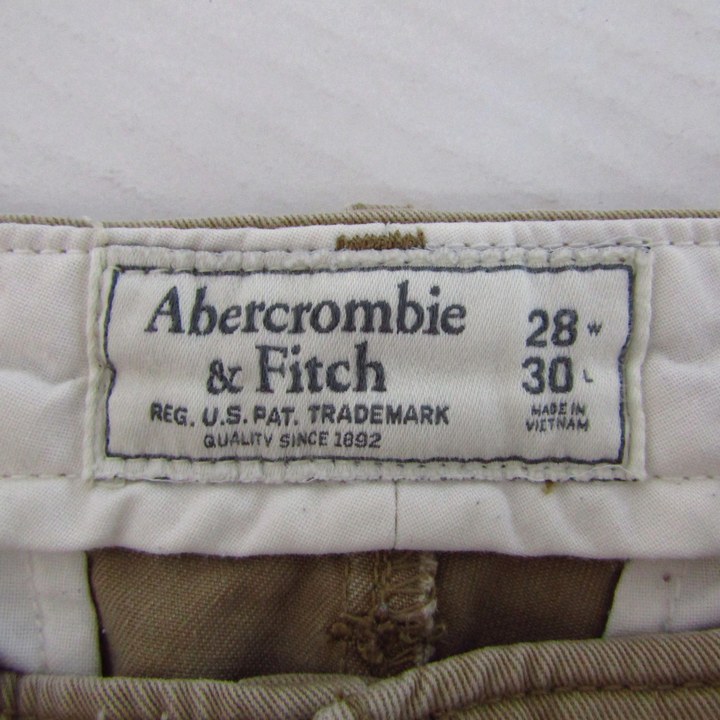 Abercrombie
& Fitch
REG. U.S. PAT. TRADEMARK
QUALITY SINCE 1892
28 W
30 L
MADE IN
VIETNAM